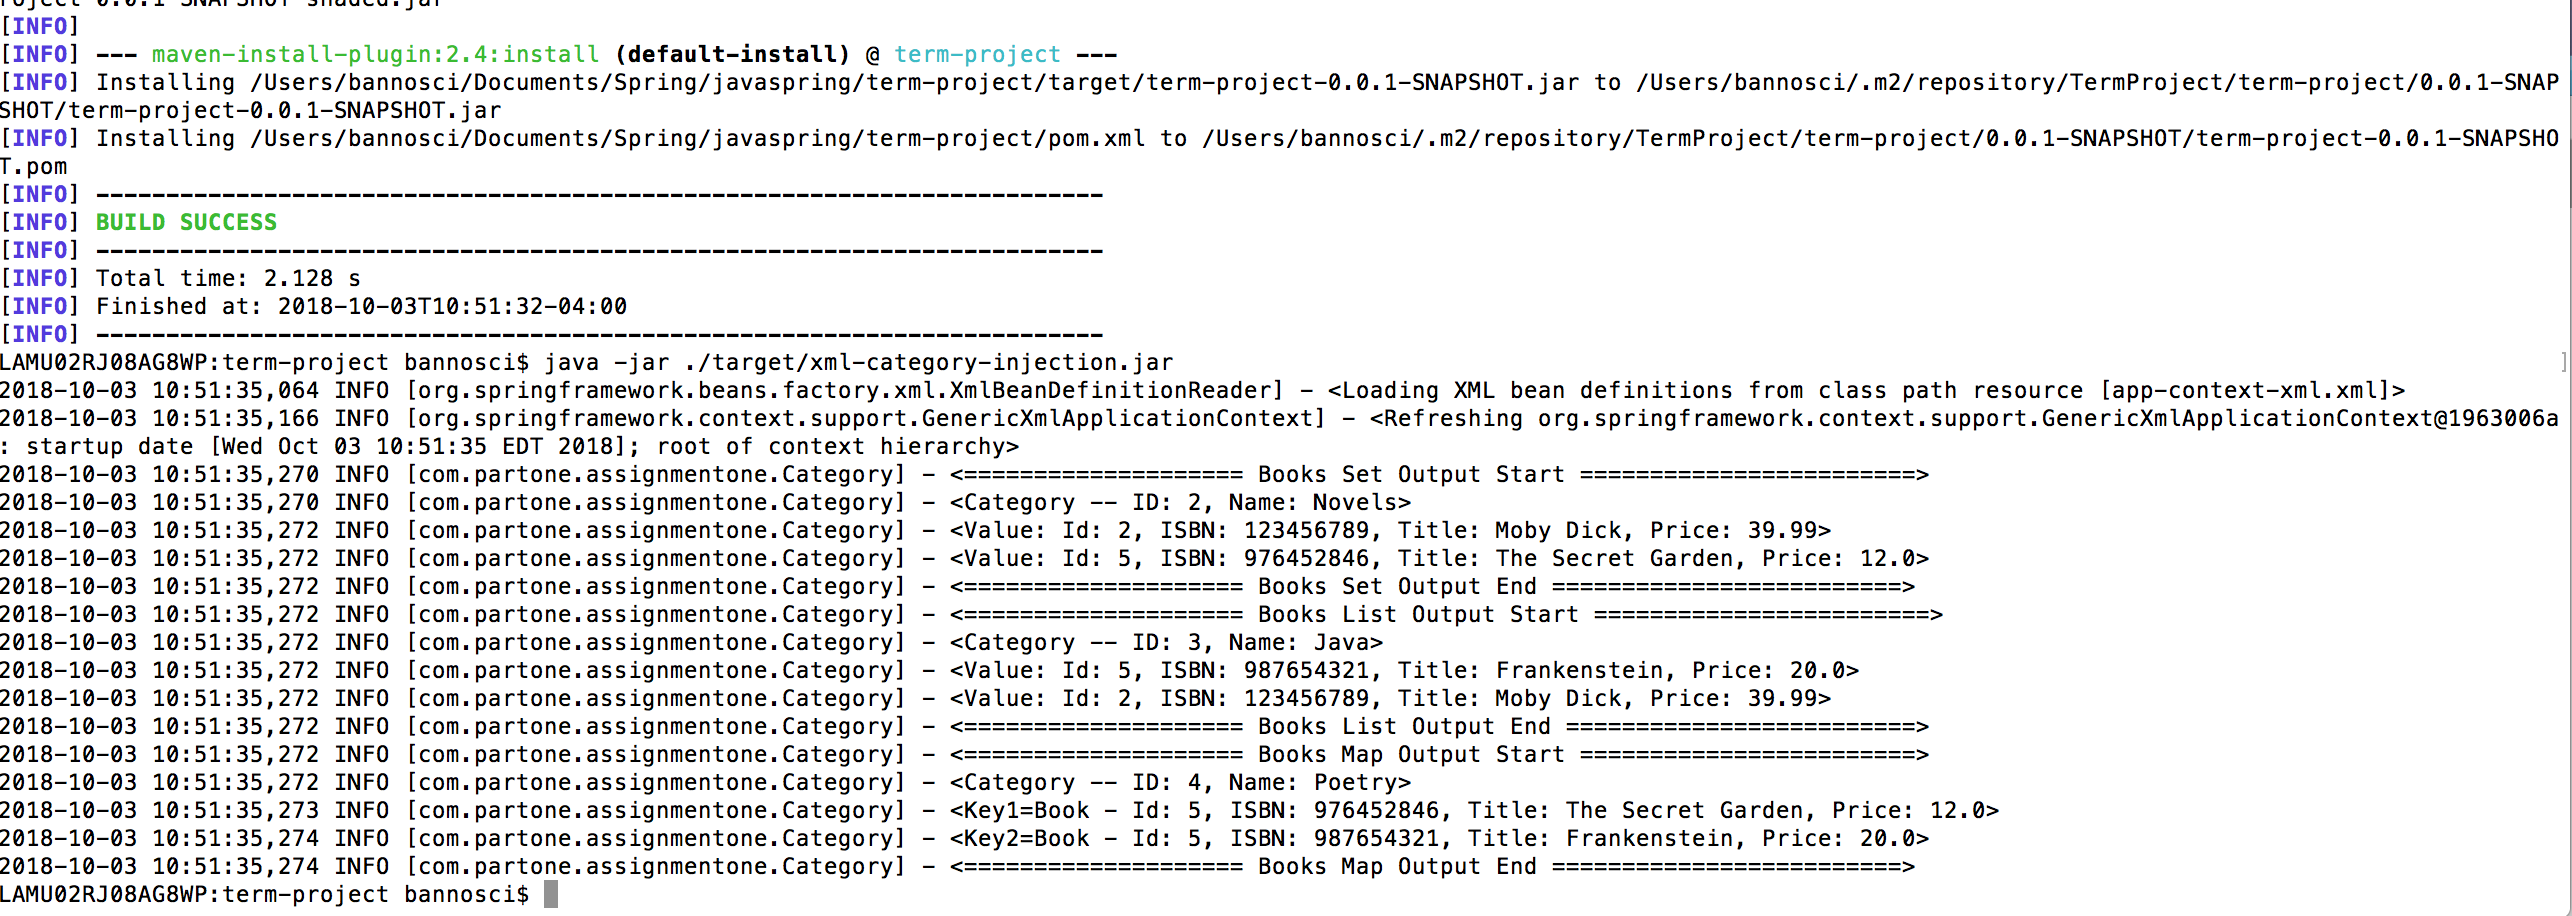 roject-0.0.1-SNAPSHOT-shaded.jar
[INFO]
[INFO] --- maven-install-plugin:2.4:install (default-install) @ term-project ---
[INFO] Installing /Users/bannosci/Documents/Spring/javaspring/term-project/target/term-project-0.0.1-SNAPSHOT.jar to /Users/bannosci/.m2/repository/TermProject/term-project/0.0.1-SNAP
SHOT/term-project-0.0.1-SNAPSHOT.jar
[INFO] Installing /Users/bannosci/Documents/Spring/javaspring/term-project/pom.xml to /Users/bannosci/.m2/repository/TermProject/term-project/0.0.1-SNAPSHOT/term-project-0.0.1-SNAPSHO
T.pom
[INFO] ------------------------------------------------------------------------
[INFO] BUILD SUCCESS
[INFO] ------------------------------------------------------------------------
[INFO] Total time: 2.128 s
[INFO] Finished at: 2018-10-03T10:51:32-04:00
[INFO] ------------------------------------------------------------------------
LAMU02RJ08AG8WP:term-project bannosci$ java -jar ./target/xml-category-injection.jar ]
2018-10-03 10:51:35,064 INFO [org.springframework.beans.factory.xml.XmlBeanDefinitionReader] - <Loading XML bean definitions from class path resource [app-context-xml.xml]>
2018-10-03 10:51:35,166 INFO [org.springframework.context.support.GenericXmlApplicationContext] - <Refreshing org.springframework.context.support.GenericXmlApplicationContext@1963006a
: startup date [Wed Oct 03 10:51:35 EDT 2018]; root of context hierarchy>
2018-10-03 10:51:35,270 INFO [com.partone.assignmentone.Category] - <==================== Books Set Output Start ========================>
2018-10-03 10:51:35,270 INFO [com.partone.assignmentone.Category] - <Category -- ID: 2, Name: Novels>
2018-10-03 10:51:35,272 INFO [com.partone.assignmentone.Category] - <Value: Id: 2, ISBN: 123456789, Title: Moby Dick, Price: 39.99>
2018-10-03 10:51:35,272 INFO [com.partone.assignmentone.Category] - <Value: Id: 5, ISBN: 976452846, Title: The Secret Garden, Price: 12.0>
2018-10-03 10:51:35,272 INFO [com.partone.assignmentone.Category] - <==================== Books Set Output End =========================>
2018-10-03 10:51:35,272 INFO [com.partone.assignmentone.Category] - <==================== Books List Output Start ========================>
2018-10-03 10:51:35,272 INFO [com.partone.assignmentone.Category] - <Category -- ID: 3, Name: Java>
2018-10-03 10:51:35,272 INFO [com.partone.assignmentone.Category] - <Value: Id: 5, ISBN: 987654321, Title: Frankenstein, Price: 20.0>
2018-10-03 10:51:35,272 INFO [com.partone.assignmentone.Category] - <Value: Id: 2, ISBN: 123456789, Title: Moby Dick, Price: 39.99>
2018-10-03 10:51:35,272 INFO [com.partone.assignmentone.Category] - <==================== Books List Output End =========================>
2018-10-03 10:51:35,272 INFO [com.partone.assignmentone.Category] - <==================== Books Map Output Start ========================>
2018-10-03 10:51:35,272 INFO [com.partone.assignmentone.Category] - <Category -- ID: 4, Name: Poetry>
2018-10-03 10:51:35,273 INFO [com.partone.assignmentone.Category] - <Key1=Book - Id: 5, ISBN: 976452846, Title: The Secret Garden, Price: 12.0>
2018-10-03 10:51:35,274 INFO [com.partone.assignmentone.Category] - <Key2=Book - Id: 5, ISBN: 987654321, Title: Frankenstein, Price: 20.0>
2018-10-03 10:51:35,274 INFO [com.partone.assignmentone.Category] - <==================== Books Map Output End =========================>
LAMU02RJ08AG8WP:term-project bannosci$